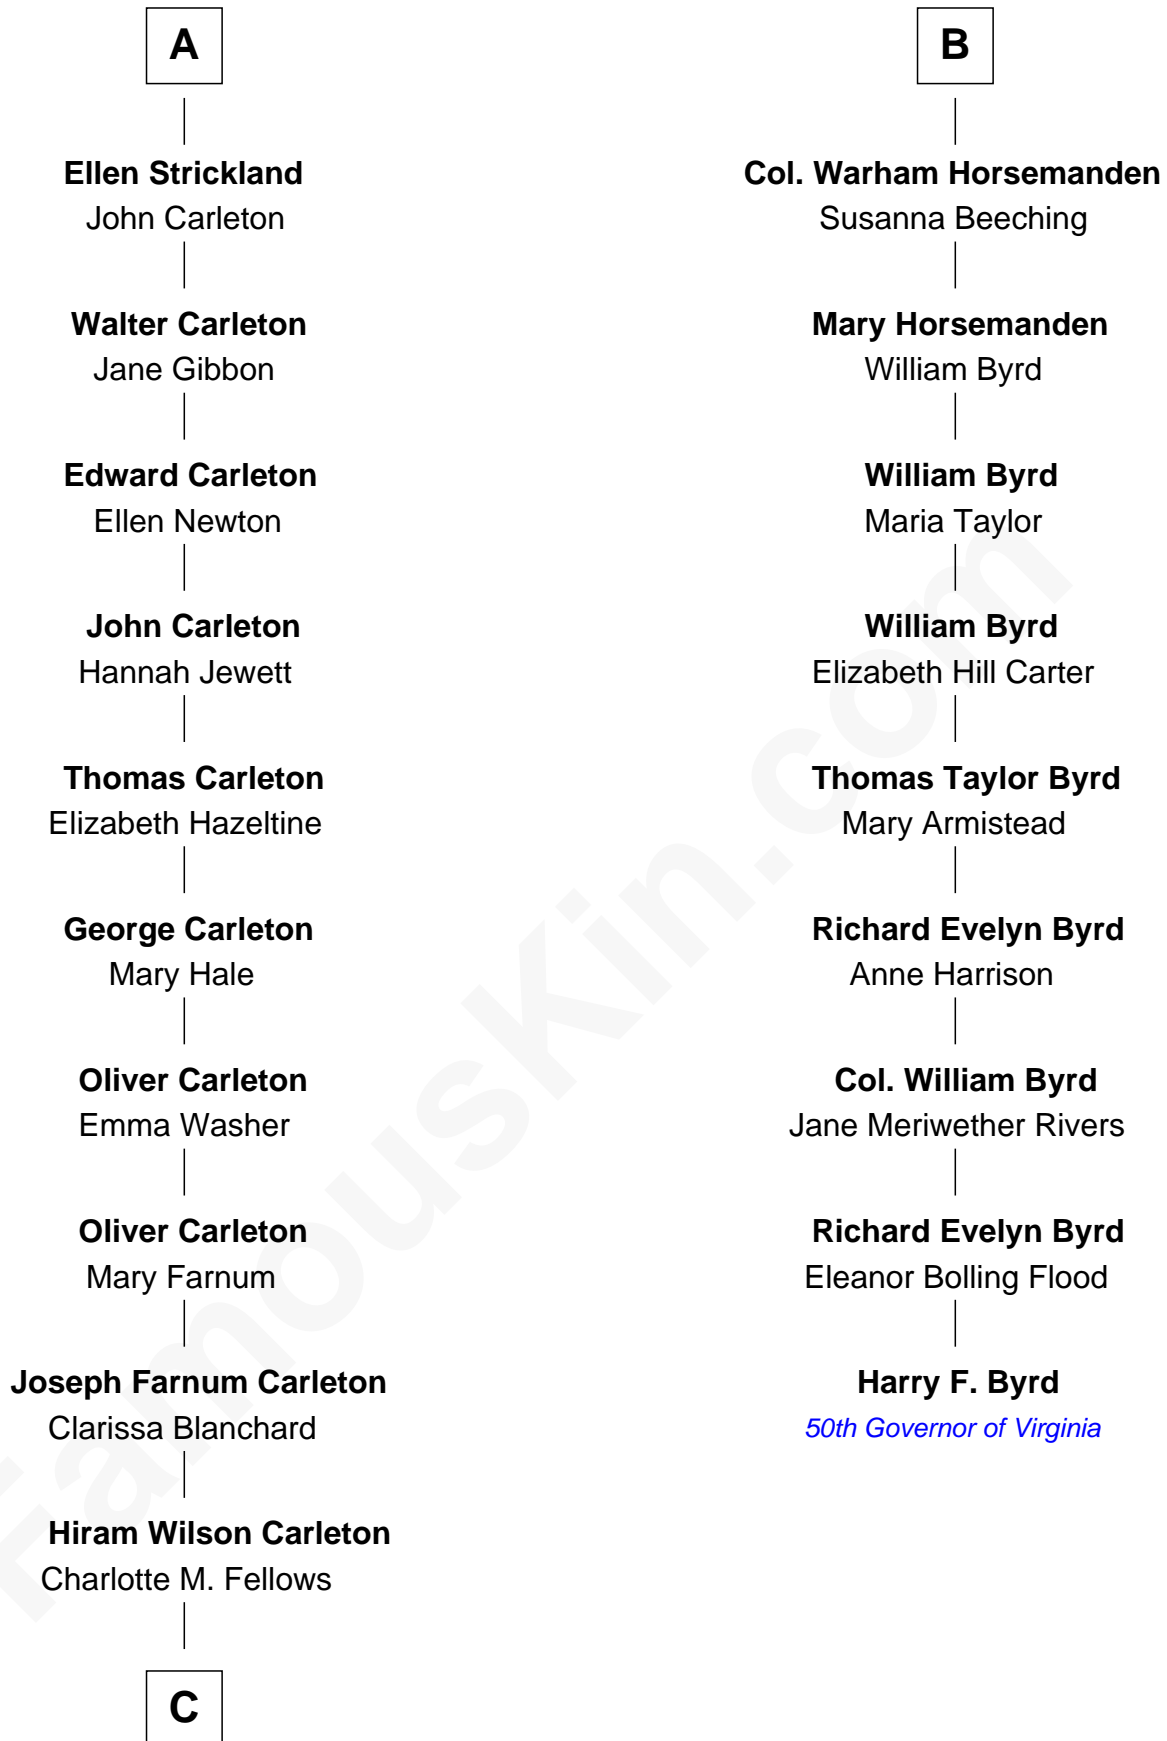 A
Ellen Strickland
John Carleton
Walter Carleton
Jane Gibbon
Edward Carleton
Ellen Newton
John Carleton
Hannah Jewett
Thomas Carleton
Elizabeth Hazeltine
George Carleton
Mary Hale
Oliver Carleton
Emma Washer
Oliver Carleton
Mary Farnum
Joseph Farnum Carleton
Clarissa Blanchard
Hiram Wilson Carleton
Charlotte M. Fellows
C
B
Col. Warham Horsemanden
Susanna Beeching
Mary Horsemanden
William Byrd
William Byrd
Maria Taylor
William Byrd
Elizabeth Hill Carter
Thomas Taylor Byrd
Mary Armistead
Richard Evelyn Byrd
Anne Harrison
Col. William Byrd
Jane Meriwether Rivers
Richard Evelyn Byrd
Eleanor Bolling Flood
Harry F. Byrd
50th Governor of Virginia
FamousKin.com